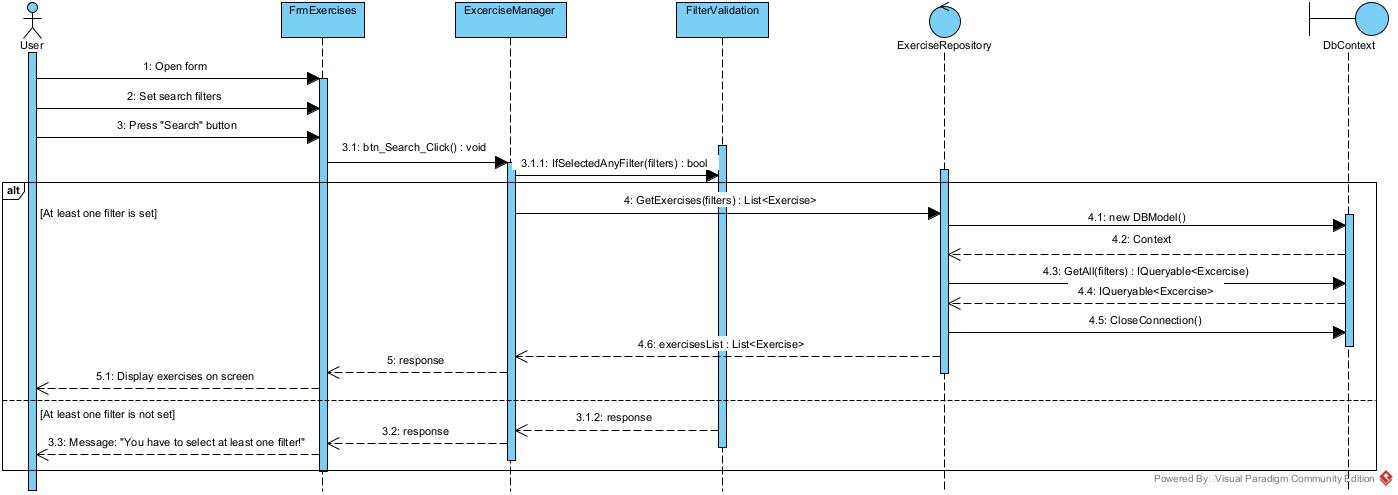 FrmExercises
ExcerciseManager
FilterValidation
User
ExerciseRepository
DbContext
1: Open form
2: Set search filters
3: Press "Search" button
3.1: btn_Search_Click() : void
3.1.1: IfSelectedAnyFilter(filters) : bool
alt
[At least one filter is set]
4: GetExercises(filters) : List<Exercise>
4.1: new DBModel()
4.2: Context
4.3: GetAll(filters) : IQueryable<Excercise)
4.4: IQueryable<Excercise>
4.5: CloseConnection()
4.6: exercisesList : List<Exercise>
5: response
5.1: Display exercises on screen
[At least one filter is not set]
3.1.2: response
3.2: response
3.3: Message: "You have to select at least one filter!"
Powered By Visual Paradigm Community Edition